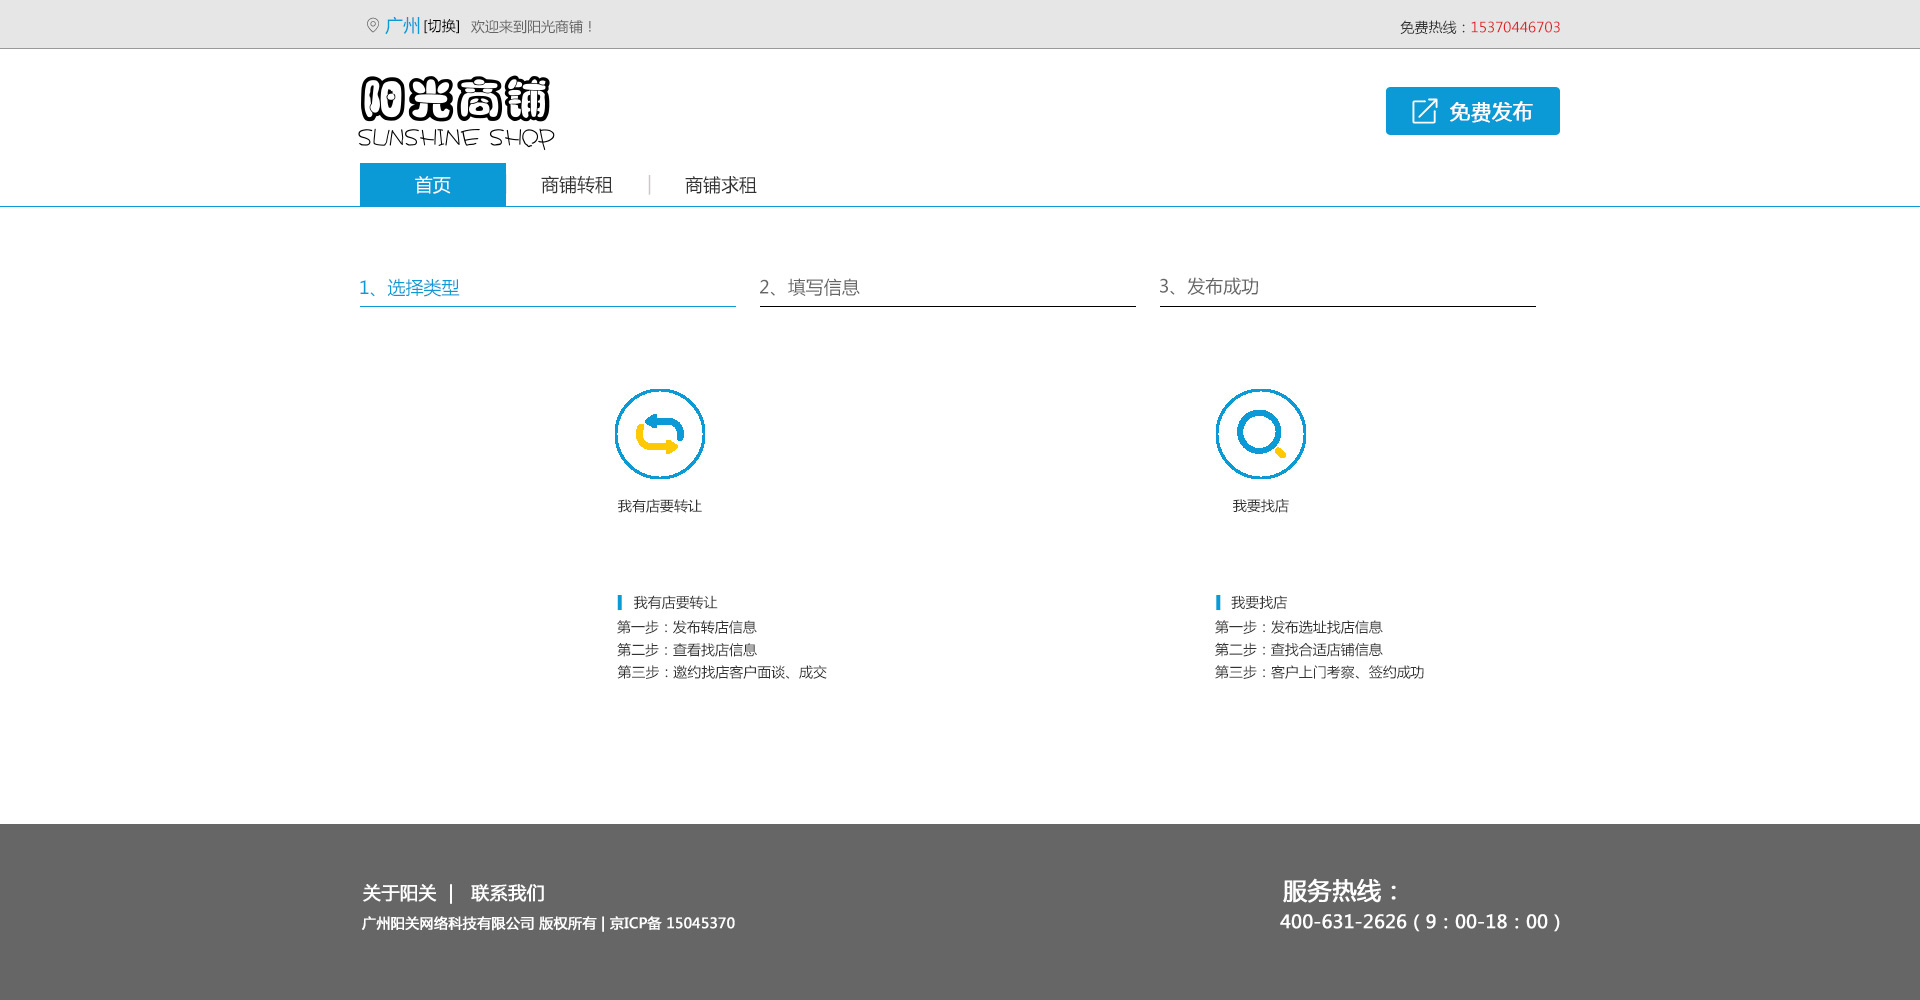 广州 [切换] 欢迎来到阳光商铺！
免费热线：15370446703
阳光商铺
SUNSHINE SHOP
免费发布
首页
商铺转租
商铺求租
1、选择类型
2、填写信息
3、发布成功
我有店要转让
我要找店
我有店要转让
第一步：发布转店信息
第二步：查看找店信息
第三步：邀约找店客户面谈、成交
我要找店
第一步：发布选址找店信息
第二步：查找合适店铺信息
第三步：客户上门考察、签约成功
关于阳关 | 联系我们
广州阳关网络科技有限公司 版权所有 | 京ICP备 15045370
服务热线：
400-631-2626（9：00-18：00）